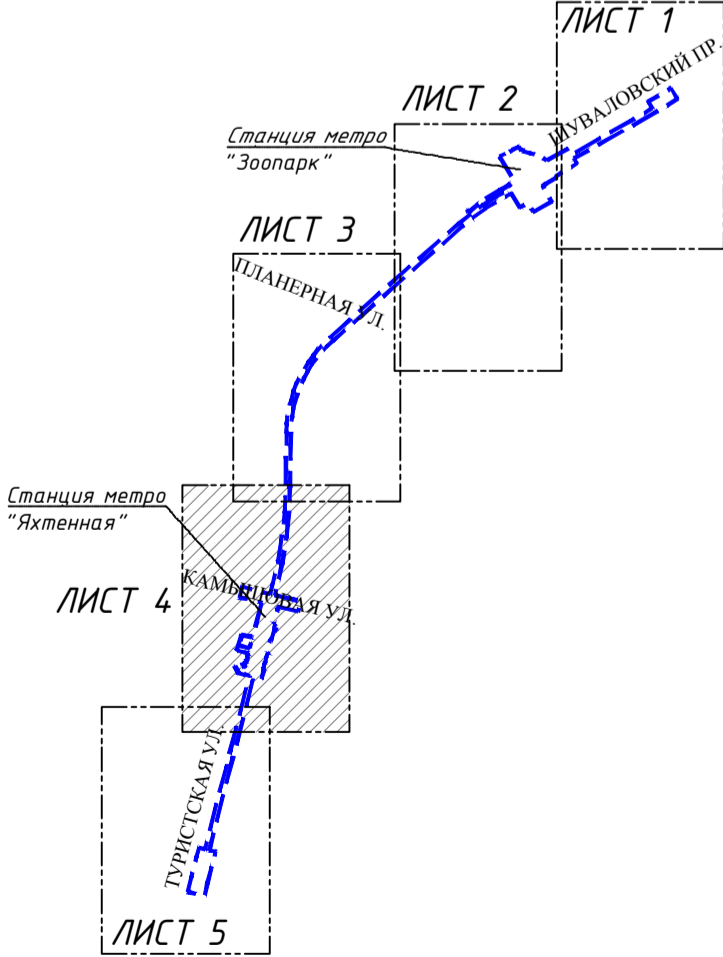 ЛИСТ 1
ШУВАЛОВСКИЙ ПР.
ЛИСТ 2
Станция метро
"Зоопарк"
ЛИСТ 3
ПЛАНЕРНАЯ УЛ.
Станция метро
"Яхтенная"
КАМЫШОВАЯ УЛ.
ЛИСТ 4
ТУРИСТСКАЯ УЛ.
ЛИСТ 5